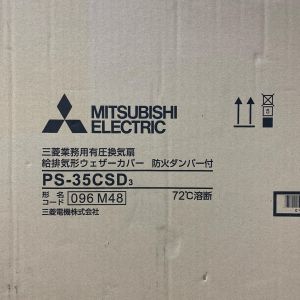 MITSUBISHI
ELECTRIC
三菱業務用有圧換気扇
給排気形ウェザーカバー 防火ダンパー付
PS-35CSD3
形名コード 096 M48 72℃溶断
三菱電機株式会社
6